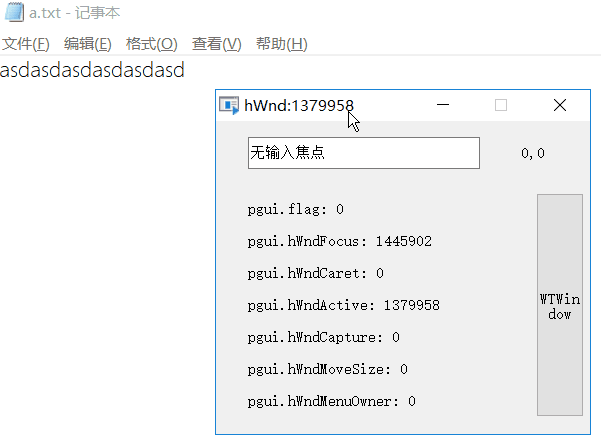 a.txt - 记事本
文件(F) 编辑(E) 格式(O) 查看(V) 帮助(H)
asdasdasdasdasdasd
hWnd:1379958
无输入焦点
0,0
pgui.flag: 0
pgui.hWndFocus: 1445902
pgui.hWndCaret: 0
pgui.hWndActive: 1379958
pgui.hWndCapture: 0
pgui.hWndMoveSize: 0
pgui.hWndMenuOwner: 0
WTWin
dow